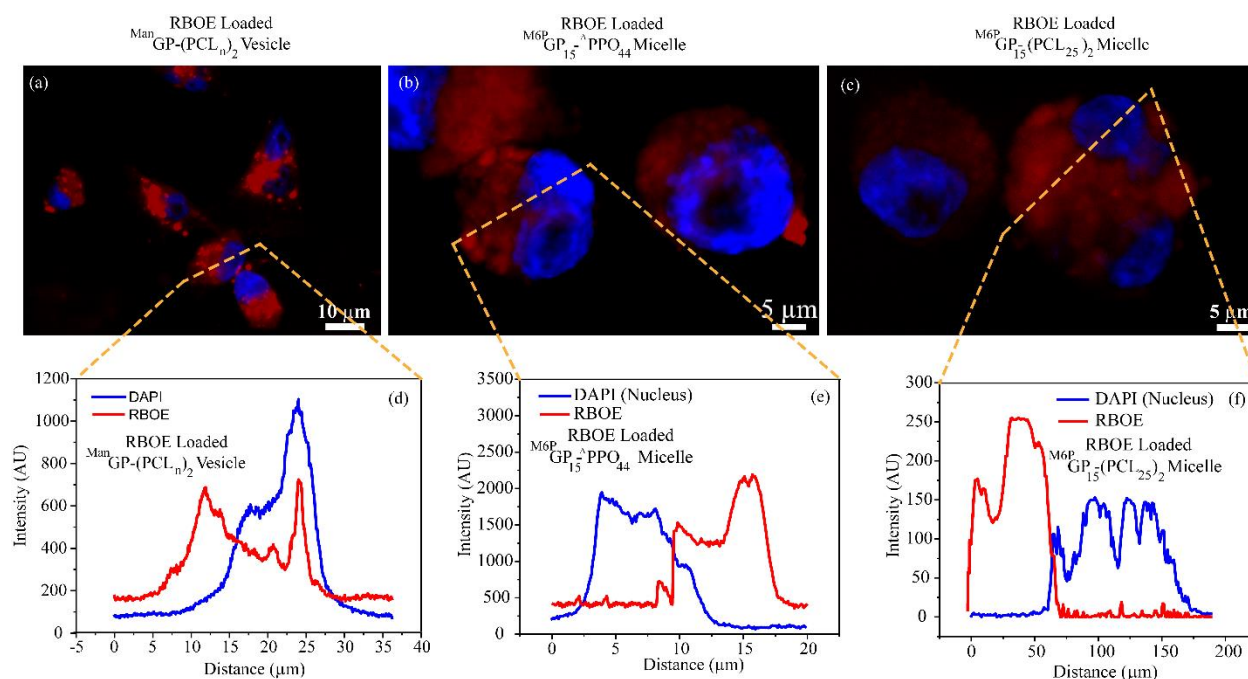 RBOE Loaded
Man GP-(PCLn)2 Vesicle
RBOE Loaded
M6P GP15-^PPO44 Micelle
RBOE Loaded
M6P GP15-(PCL25)2 Micelle
(a)
(b)
(c)
10 μm
5 μm
5 μm
1200
1000
800
600
400
200
0
Intensity (AU)
DAPI
RBOE
(d)
RBOE Loaded
Man GP-(PCLn)2 Vesicle
0 5 10 15 20 25 30 35 40
Distance (μm)
3500
3000
2500
2000
1500
1000
500
0
Intensity (AU)
DAPI (Nucleus)
(e)
RBOE
RBOE Loaded
M6P GP15-^PPO44 Micelle
0 5 10 15 20
Distance (μm)
300
250
200
150
100
50
0
Intensity (AU)
DAPI (Nucleus)
(f)
RBOE
RBOE Loaded
M6P GP15-(PCL25)2 Micelle
0 50 100 150 200
Distance (μm)